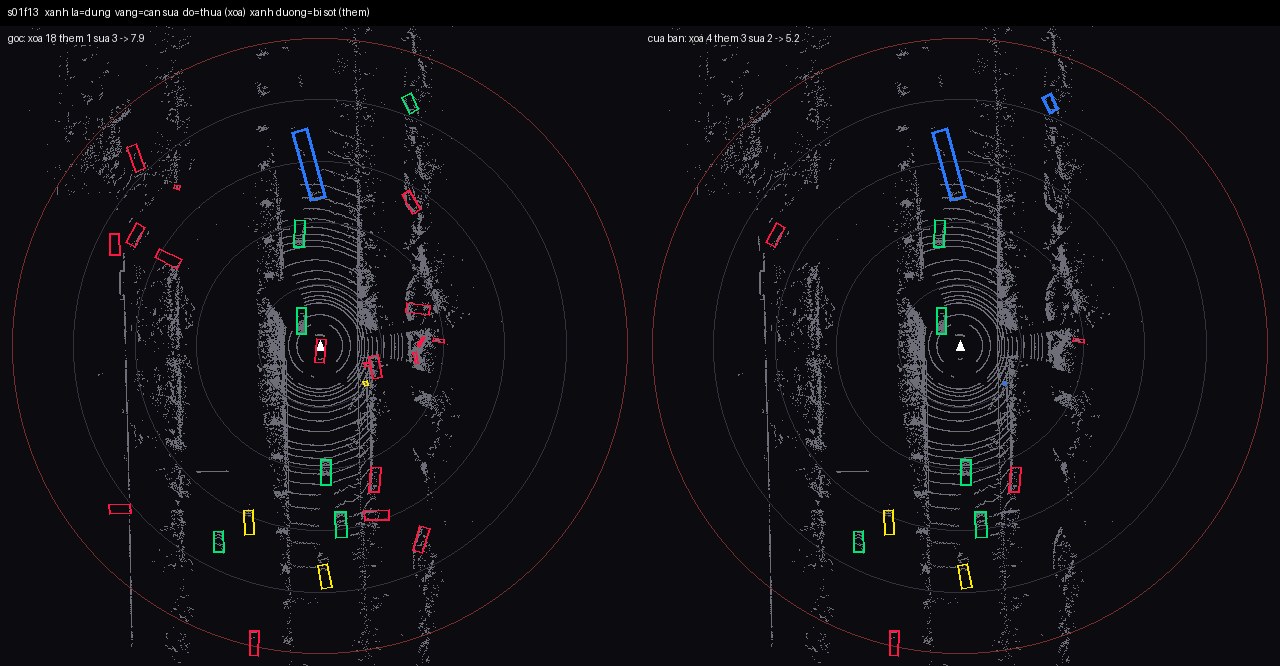 s01f13 xanh la=dung vang=can sua do=thua (xoa) xanh duong=bi sot (them)
goc: xoa 18 them 1 sua 3 -> 7.9
cua ban: xoa 4 them 3 sua 2 -> 5.2